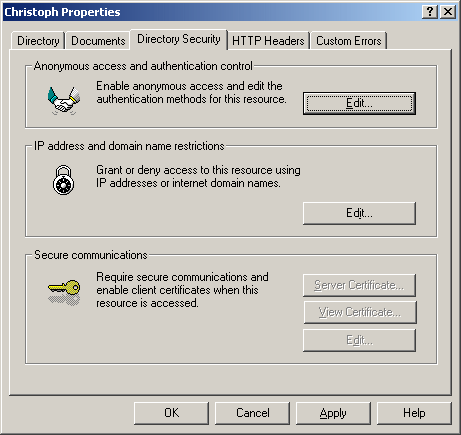 Christoph Properties
Directory Documents Directory Security HTTP Headers Custom Errors
Anonymous access and authentication control
Enable anonymous access and edit the
authentication methods for this resource.
Edit...
IP address and domain name restrictions
Grant or deny access to this resource using
IP addresses or internet domain names.
Edit...
Secure communications
Require secure communications and
enable client certificates when this
resource is accessed.
Server Certificate...
View Certificate...
Edit...
OK Cancel Apply Help